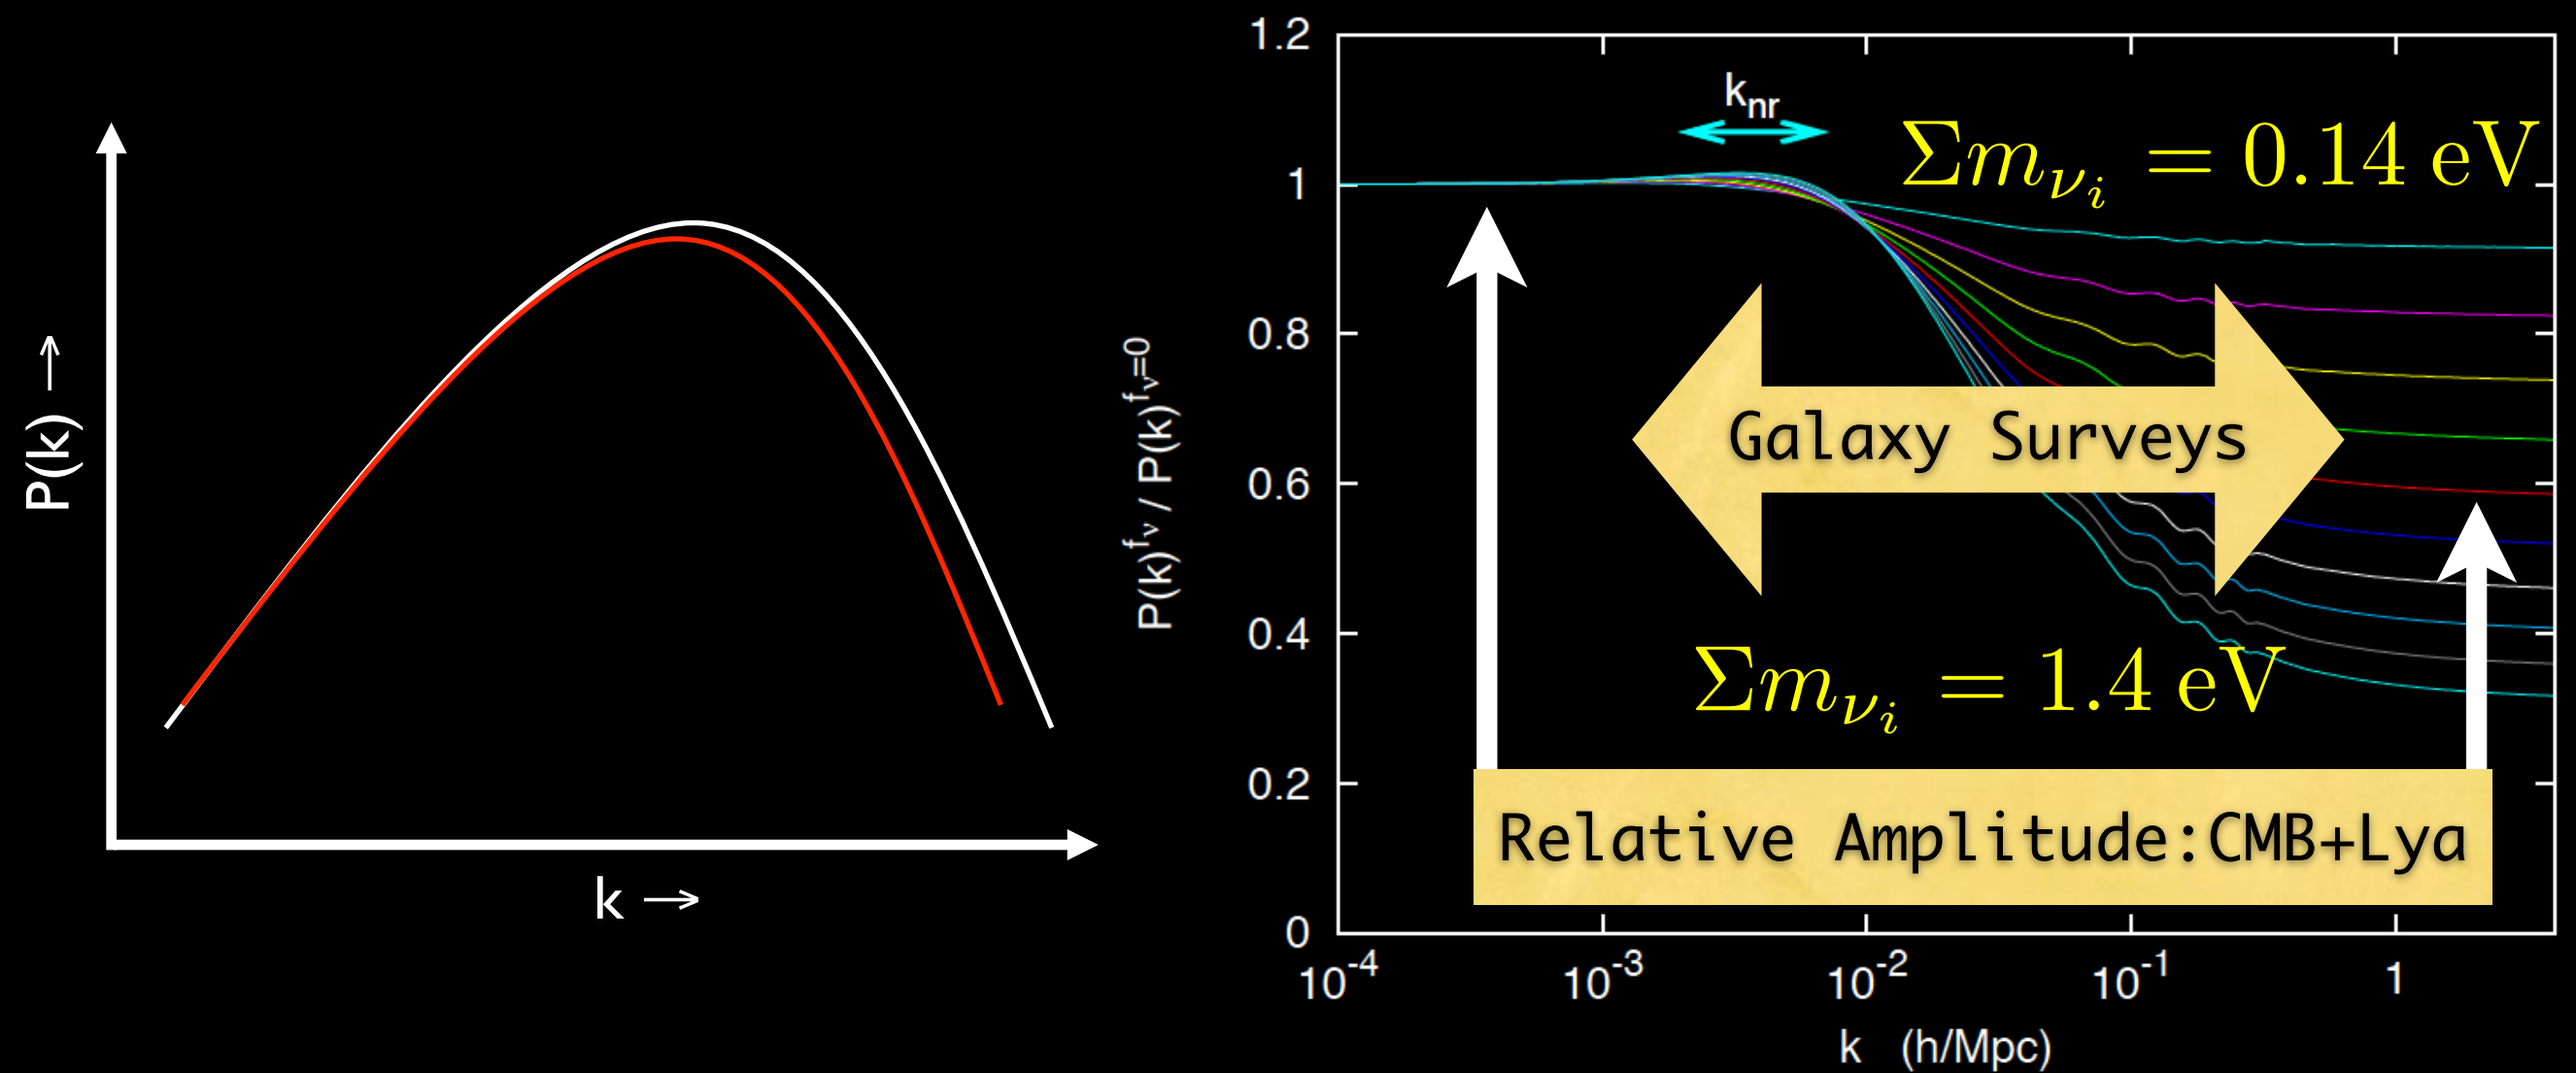 P(k) →
k →
P(k)^fν / P(k)^fν=0
1.2
1
0.8
0.6
0.4
0.2
0
k_nr
Σm_ν_i = 0.14 eV
Galaxy Surveys
Σm_ν_i = 1.4 eV
Relative Amplitude:CMB+Lya
10^-4 10^-3 10^-2 10^-1 1
k (h/Mpc)